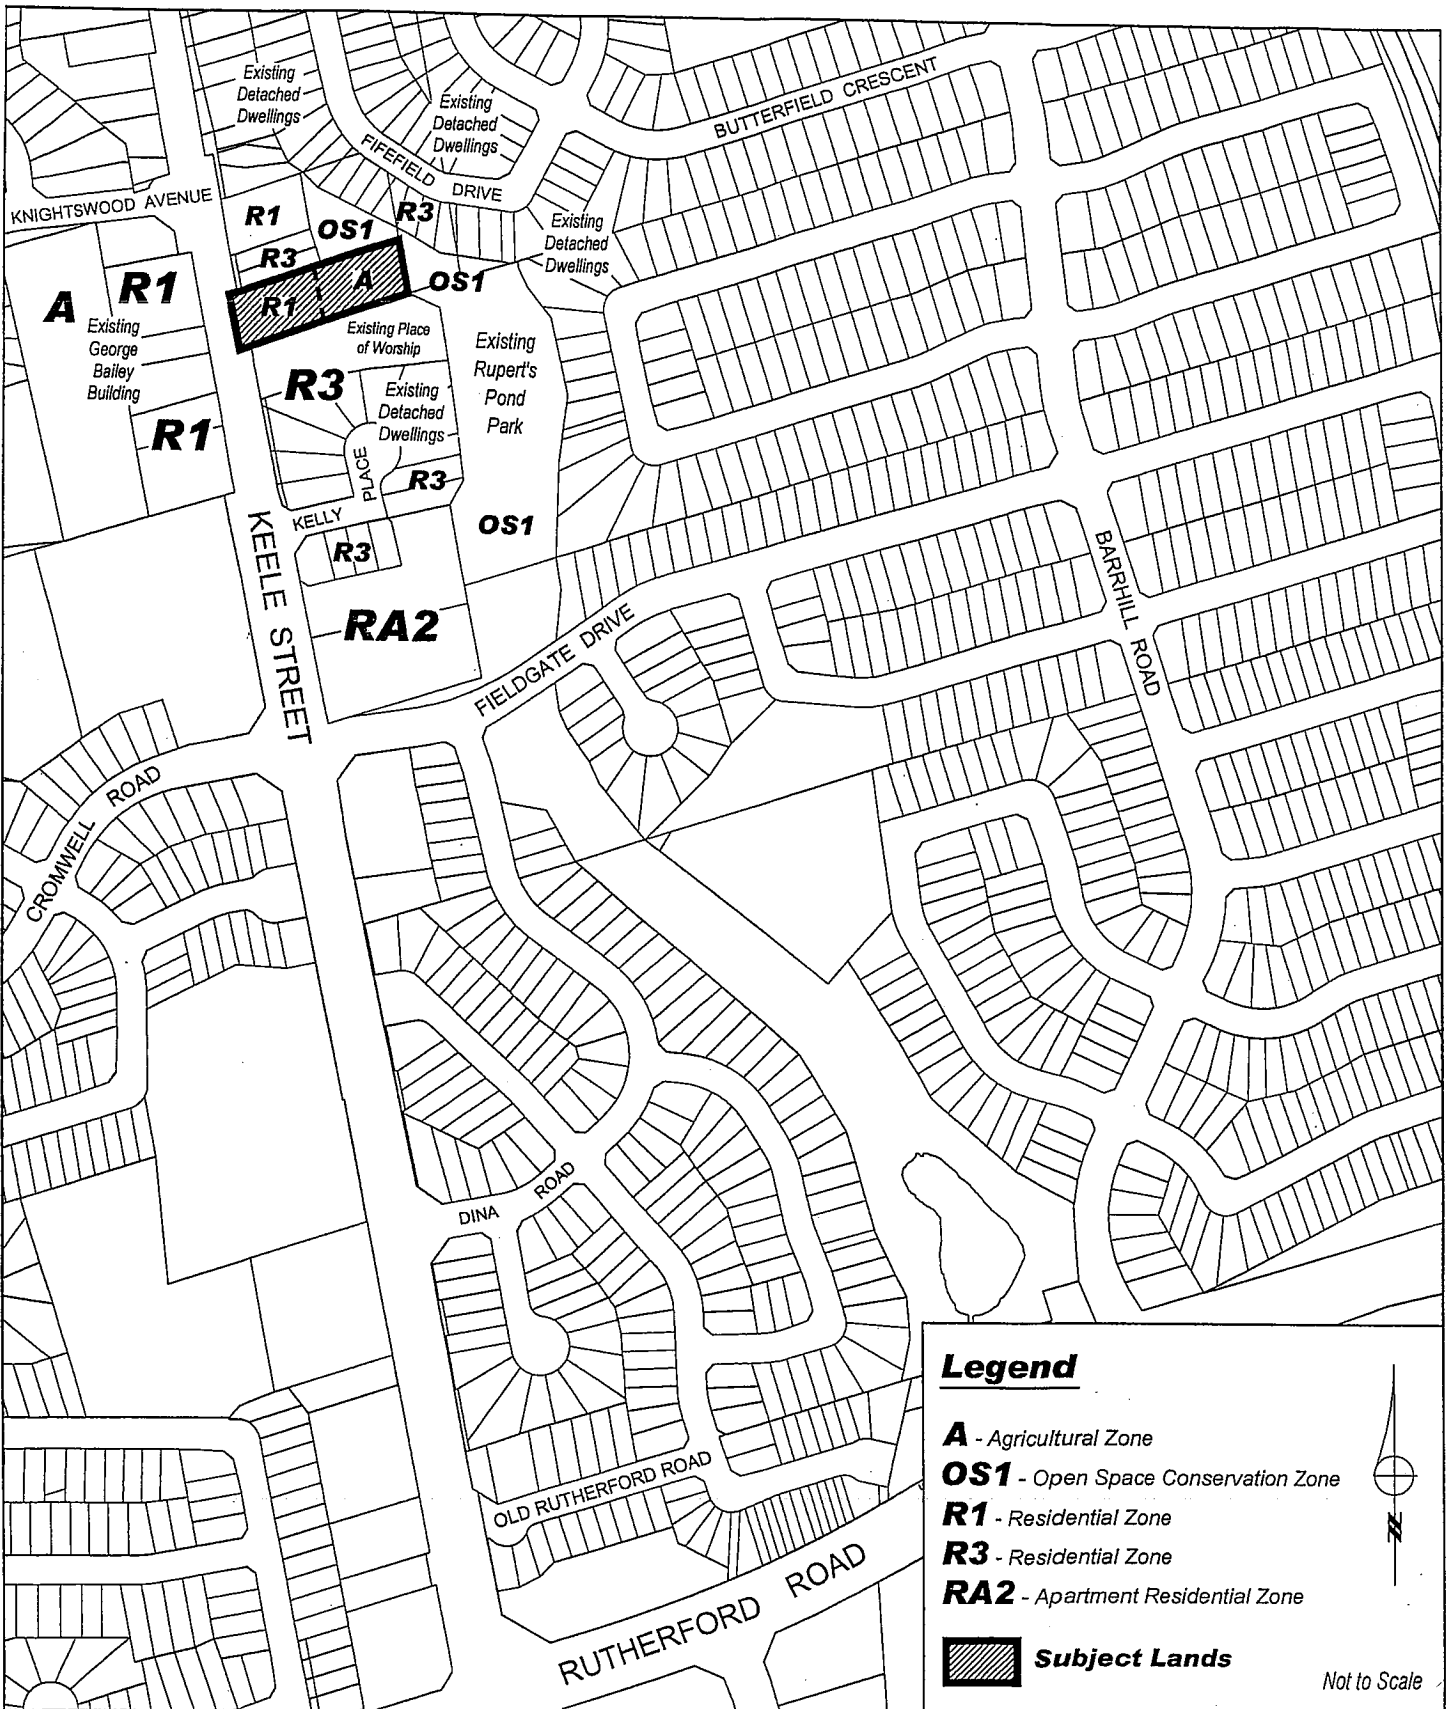 Existing
Detached
Dwellings
Existing
Detached
Dwellings
BUTTERFIELD CRESCENT
FIFEFIELD DRIVE
KNIGHTSWOOD AVENUE
R1
OS1
R3
Existing
Detached
Dwellings
R3
A
R1
R1
A
OS1
Existing
George
Bailey
Building
Existing Place
of Worship
Existing
Rupert's
Pond
Park
R3
Existing
Detached
Dwellings
R1
R3
KELLY PLACE
OS1
R3
KEELE STREET
RA2
BARRHILL ROAD
FIELDGATE DRIVE
CROMWELL ROAD
DINA ROAD
OLD RUTHERFORD ROAD
RUTHERFORD ROAD
Legend
A - Agricultural Zone
OS1 - Open Space Conservation Zone
R1 - Residential Zone
R3 - Residential Zone
RA2 - Apartment Residential Zone
N
Subject Lands
Not to Scale